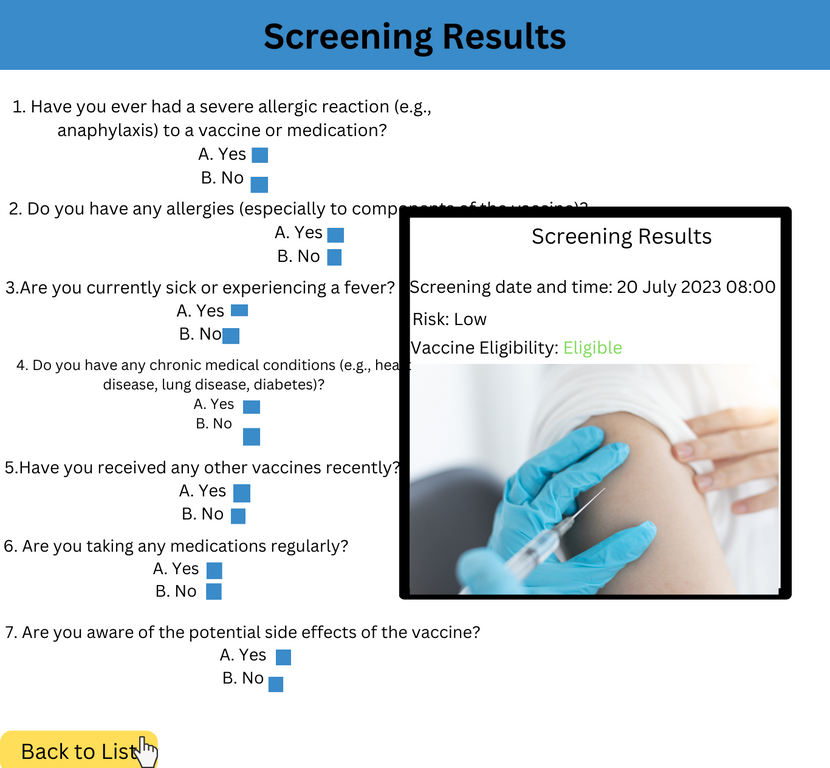 Screening Results
1. Have you ever had a severe allergic reaction (e.g.,
anaphylaxis) to a vaccine or medication?
A. Yes
B. No
2. Do you have any allergies (especially to components of the vaccine)?
A. Yes
B. No
3.Are you currently sick or experiencing a fever?
A. Yes
B. No
4. Do you have any chronic medical conditions (e.g., heart
disease, lung disease, diabetes)?
A. Yes
B. No
5.Have you received any other vaccines recently?
A. Yes
B. No
6. Are you taking any medications regularly?
A. Yes
B. No
7. Are you aware of the potential side effects of the vaccine?
A. Yes
B. No
Screening Results
Screening date and time: 20 July 2023 08:00
Risk: Low
Vaccine Eligibility: Eligible
Back to List